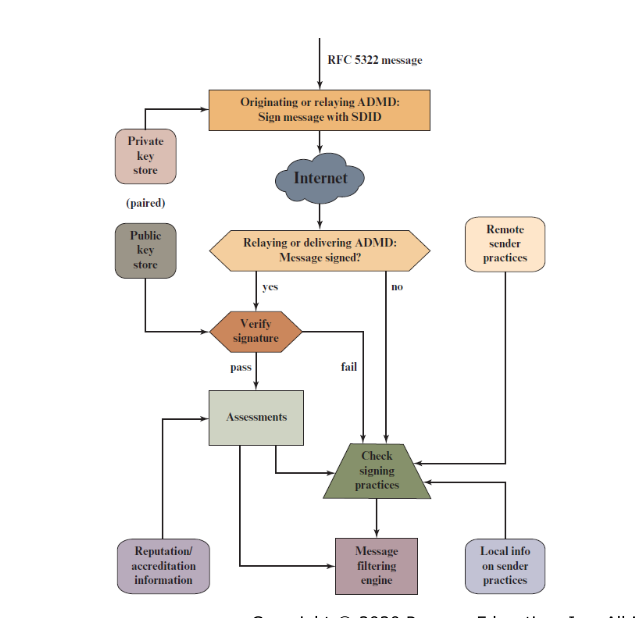 RFC 5322 message
Originating or relaying ADMD:
Sign message with SDID
Private
key
store
Internet
(paired)
Public
key
store
Relaying or delivering ADMD:
Message signed?
Remote
sender
practices
yes
no
Verify
signature
pass
fail
Assessments
Check
signing
practices
Reputation/
accreditation
information
Message
filtering
engine
Local info
on sender
practices